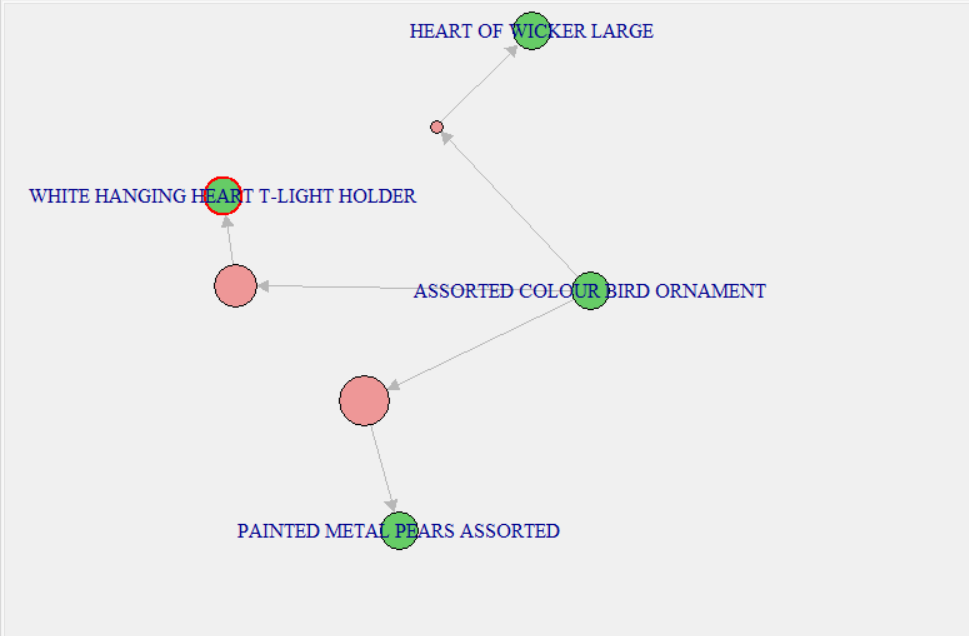 HEART OF WICKER LARGE
WHITE HANGING HEART T-LIGHT HOLDER
ASSORTED COLOUR BIRD ORNAMENT
PAINTED METAL PEARS ASSORTED